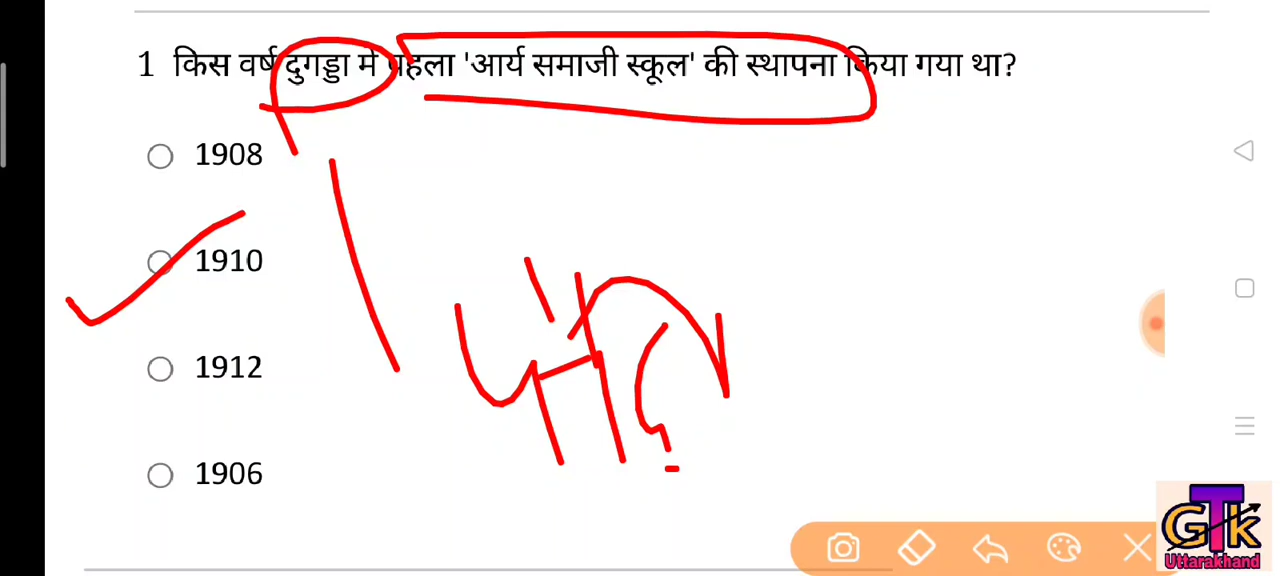 1 किस वर्ष दुगड्डा में पहला 'आर्य समाजी स्कूल' की स्थापना किया गया था?
1908
1910
1912
1906
पौड़ी
GTK
Uttarakhand